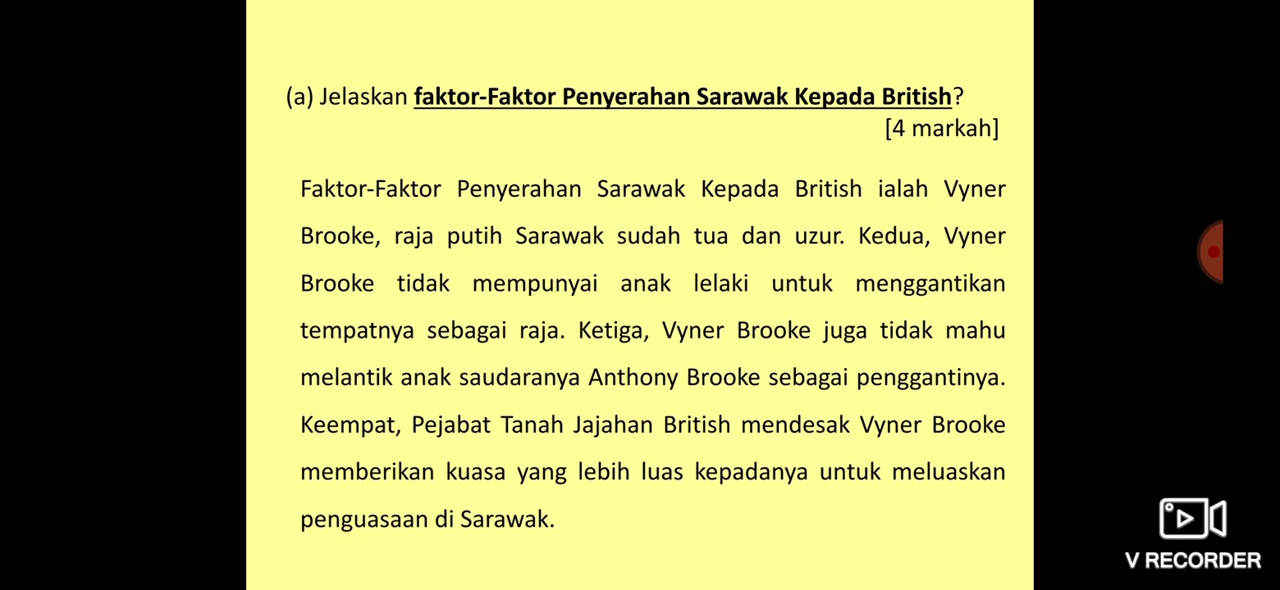 (a) Jelaskan faktor-Faktor Penyerahan Sarawak Kepada British?
[4 markah]
Faktor-Faktor Penyerahan Sarawak Kepada British ialah Vyner
Brooke, raja putih Sarawak sudah tua dan uzur. Kedua, Vyner
Brooke tidak mempunyai anak lelaki untuk menggantikan
tempatnya sebagai raja. Ketiga, Vyner Brooke juga tidak mahu
melantik anak saudaranya Anthony Brooke sebagai penggantinya.
Keempat, Pejabat Tanah Jajahan British mendesak Vyner Brooke
memberikan kuasa yang lebih luas kepadanya untuk meluaskan
penguasaan di Sarawak.
V RECORDER